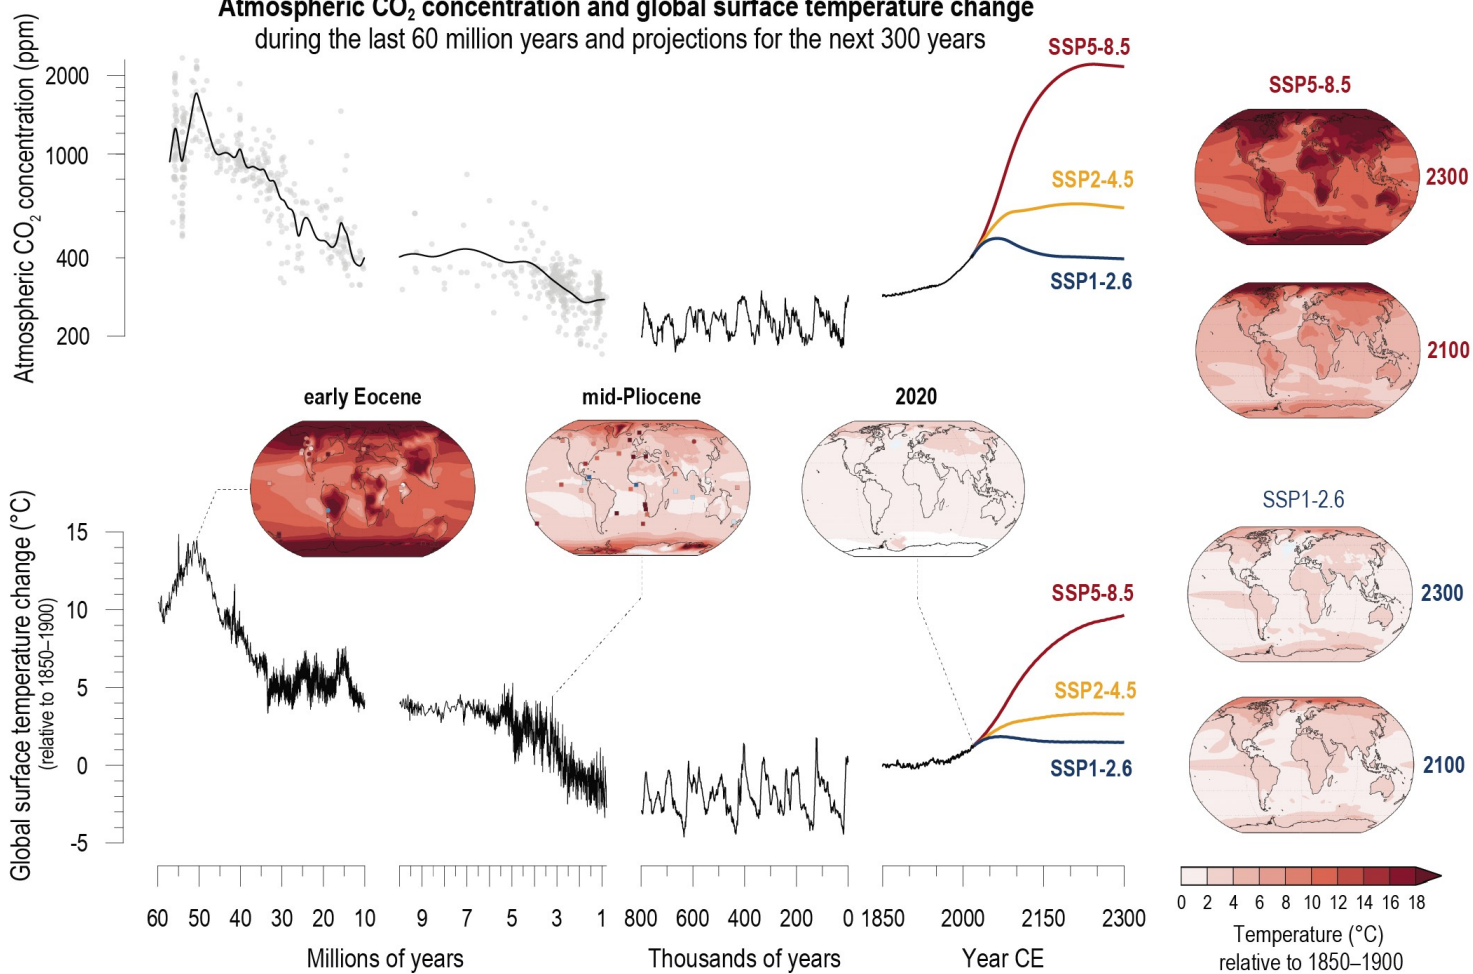 Atmospheric CO₂ concentration and global surface temperature change
during the last 60 million years and projections for the next 300 years
Atmospheric CO₂ concentration (ppm)
2000
1000
400
200
SSP5-8.5
SSP2-4.5
SSP1-2.6
SSP5-8.5
2300
2100
early Eocene
mid-Pliocene
2020
Global surface temperature change (°C)
(relative to 1850–1900)
15
10
5
0
-5
SSP5-8.5
SSP2-4.5
SSP1-2.6
SSP1-2.6
2300
2100
60 50 40 30 20 10
Millions of years
9 7 5 3 1
800 600 400 200 0
Thousands of years
1850 2000 2150 2300
Year CE
0 2 4 6 8 10 12 14 16 18
Temperature (°C)
relative to 1850–1900